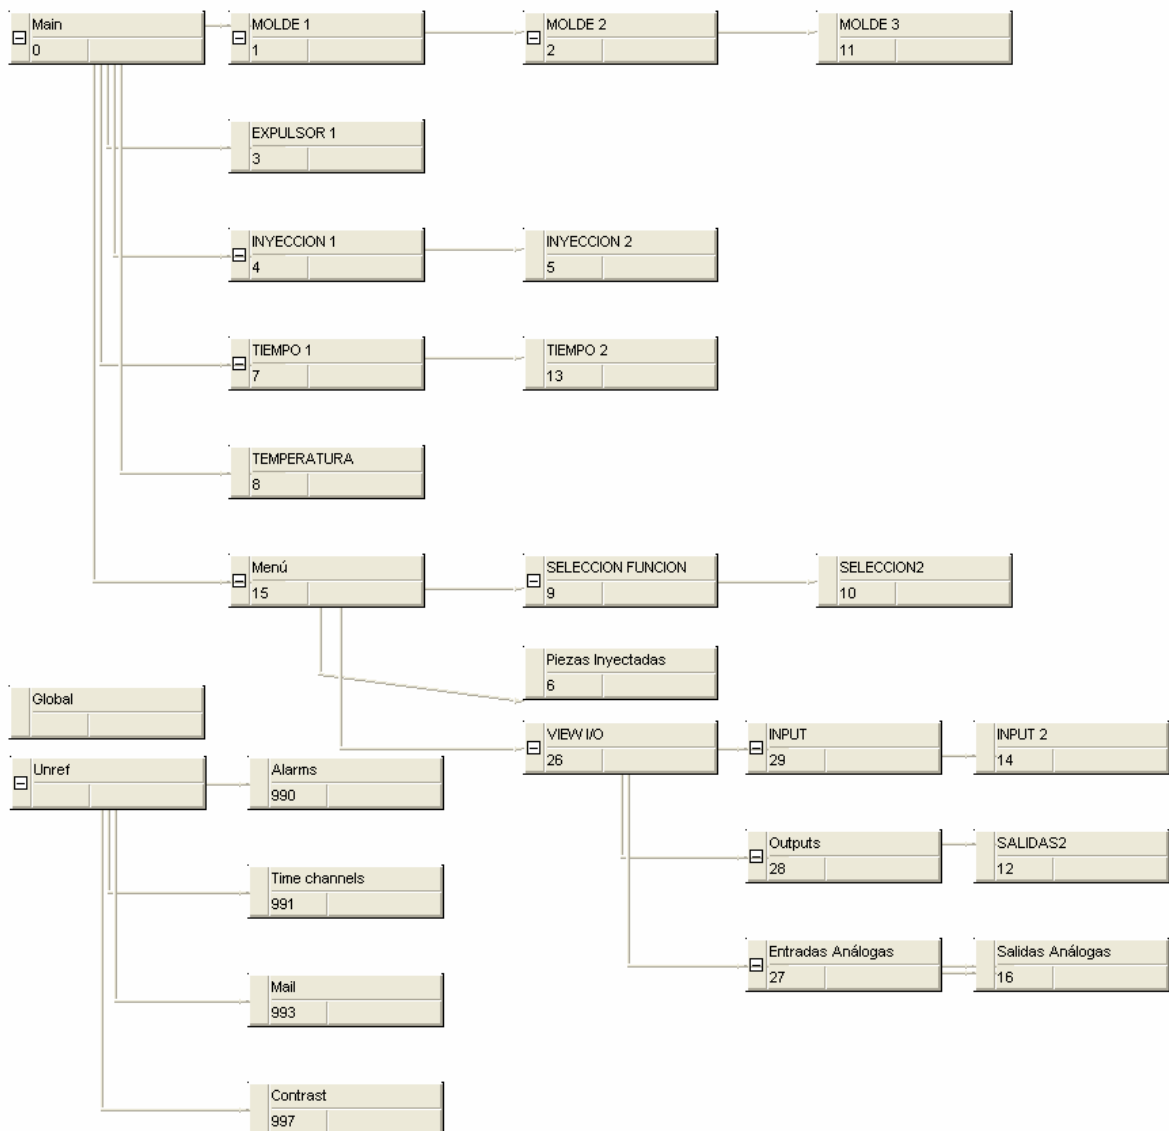 Main
0
MOLDE 1
1
MOLDE 2
2
MOLDE 3
11
EXPULSOR 1
3
INYECCION 1
4
INYECCION 2
5
TIEMPO 1
7
TIEMPO 2
13
TEMPERATURA
8
Menú
15
SELECCION FUNCION
9
SELECCION2
10
Piezas Inyectadas
6
Global
VIEW I/O
26
INPUT
29
INPUT 2
14
Unref
Alarms
990
Outputs
28
SALIDAS2
12
Time channels
991
Entradas Análogas
27
Salidas Análogas
16
Mail
993
Contrast
997